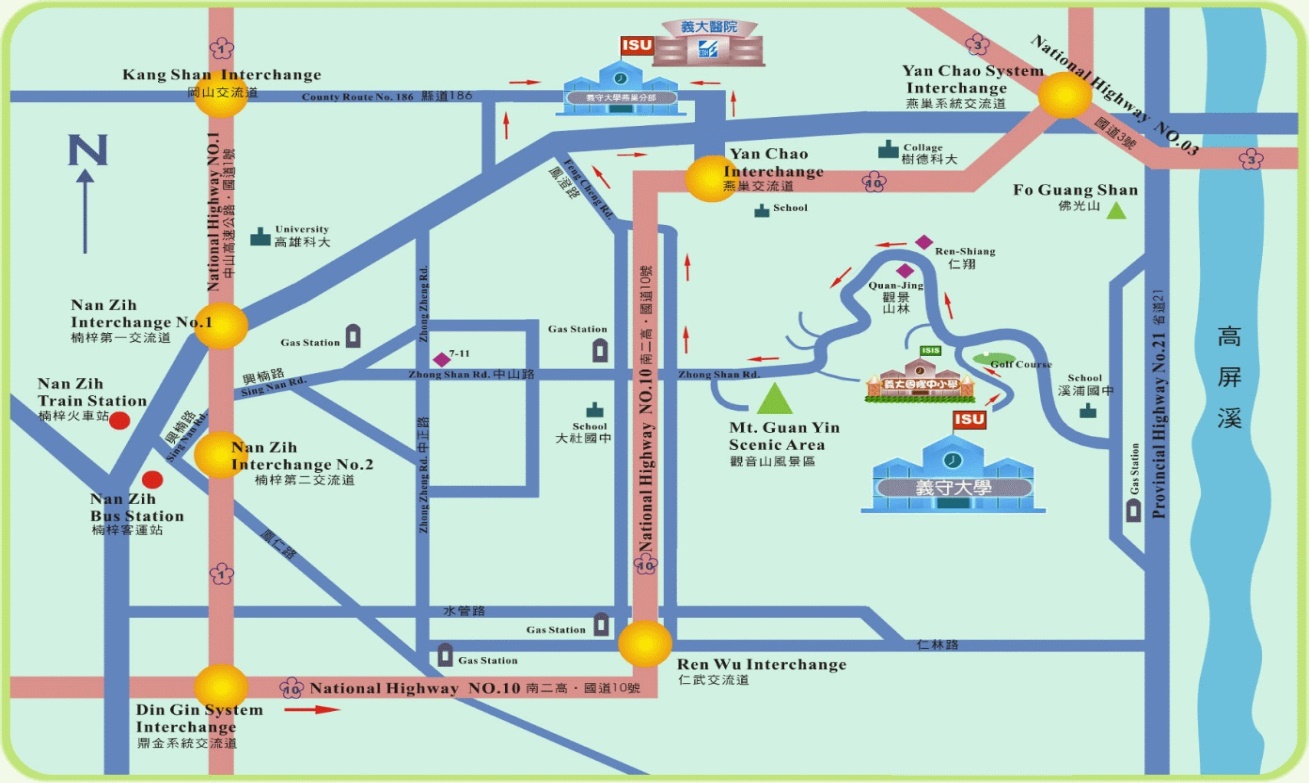 義大醫院
ISU
義守大學燕巢分部
1
Kang Shan Interchange
岡山交流道
County Route No. 186 縣道186
3
National Highway NO.03
國道3號
3
Yan Chao System
Interchange
燕巢系統交流道
N
National Highway NO.1
中山高速公路・國道1號
Feng Cheng Rd.
鳳澄路
Yan Chao
Interchange
燕巢交流道
Collage
樹德科大
10
School
Fo Guang Shan
佛光山
University
高雄科大
Ren-Shiang
仁翔
Quan-Jing
觀景
山林
Nan Zih
Interchange No.1
楠梓第一交流道
Gas Station
Zhong Zheng Rd.
7-11
Gas Station
National Highway NO.10 南二高・國道10號
10
Provincial Highway No.21 省道21
高屏溪
Nan Zih
Train Station
楠梓火車站
興楠路
Sing Nan Rd.
Zhong Shan Rd. 中山路
Zhong Shan Rd.
ISIS
義大國際中小學
Golf Course
School
溪浦國中
興楠路
Sing Nan Rd.
School
大社國中
Mt. Guan Yin
Scenic Area
觀音山風景區
ISU
義守大學
Zhong Zheng Rd. 中正路
Nan Zih
Interchange No.2
楠梓第二交流道
Gas Station
Nan Zih
Bus Station
楠梓客運站
鳳仁路
1
水管路
Gas Station
Gas Station
仁林路
Ren Wu Interchange
仁武交流道
10
National Highway NO.10 南二高・國道10號
Din Gin System
Interchange
鼎金系統交流道